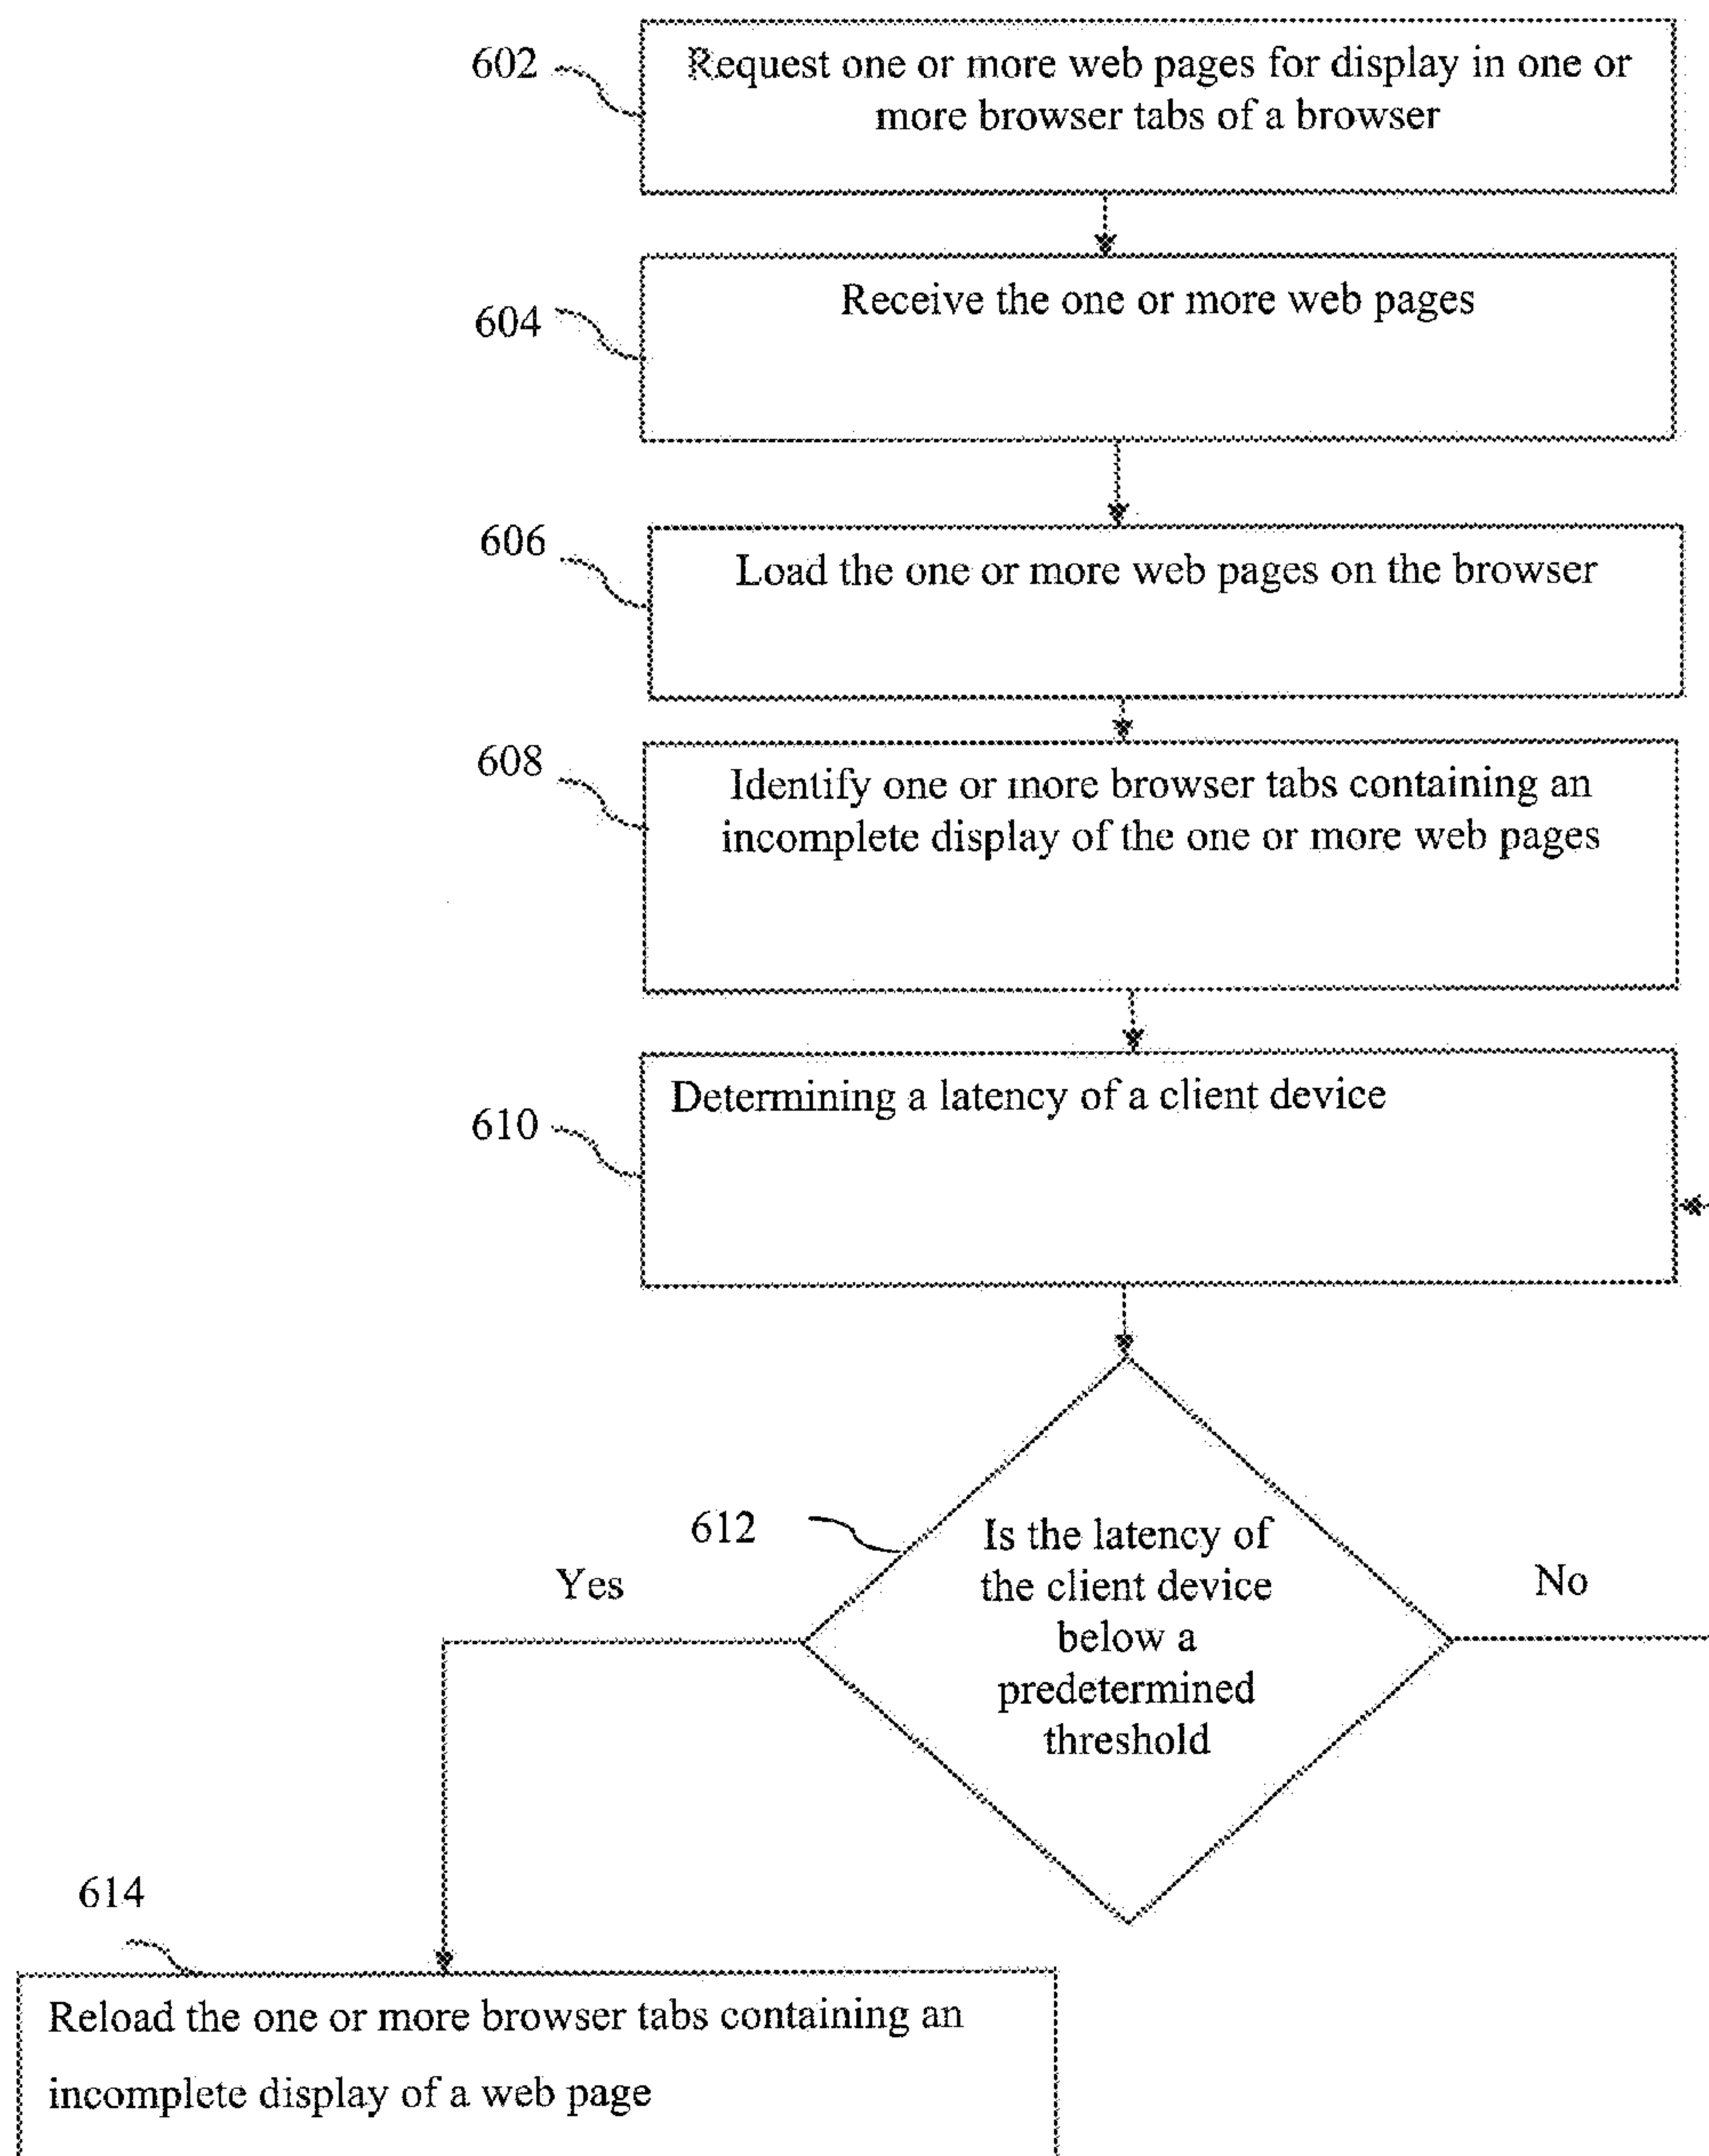 602
Request one or more web pages for display in one or
more browser tabs of a browser
604
Receive the one or more web pages
606
Load the one or more web pages on the browser
608
Identify one or more browser tabs containing an
incomplete display of the one or more web pages
610
Determining a latency of a client device
612
Is the latency of
the client device
below a
predetermined
threshold
Yes
No
614
Reload the one or more browser tabs containing an
incomplete display of a web page